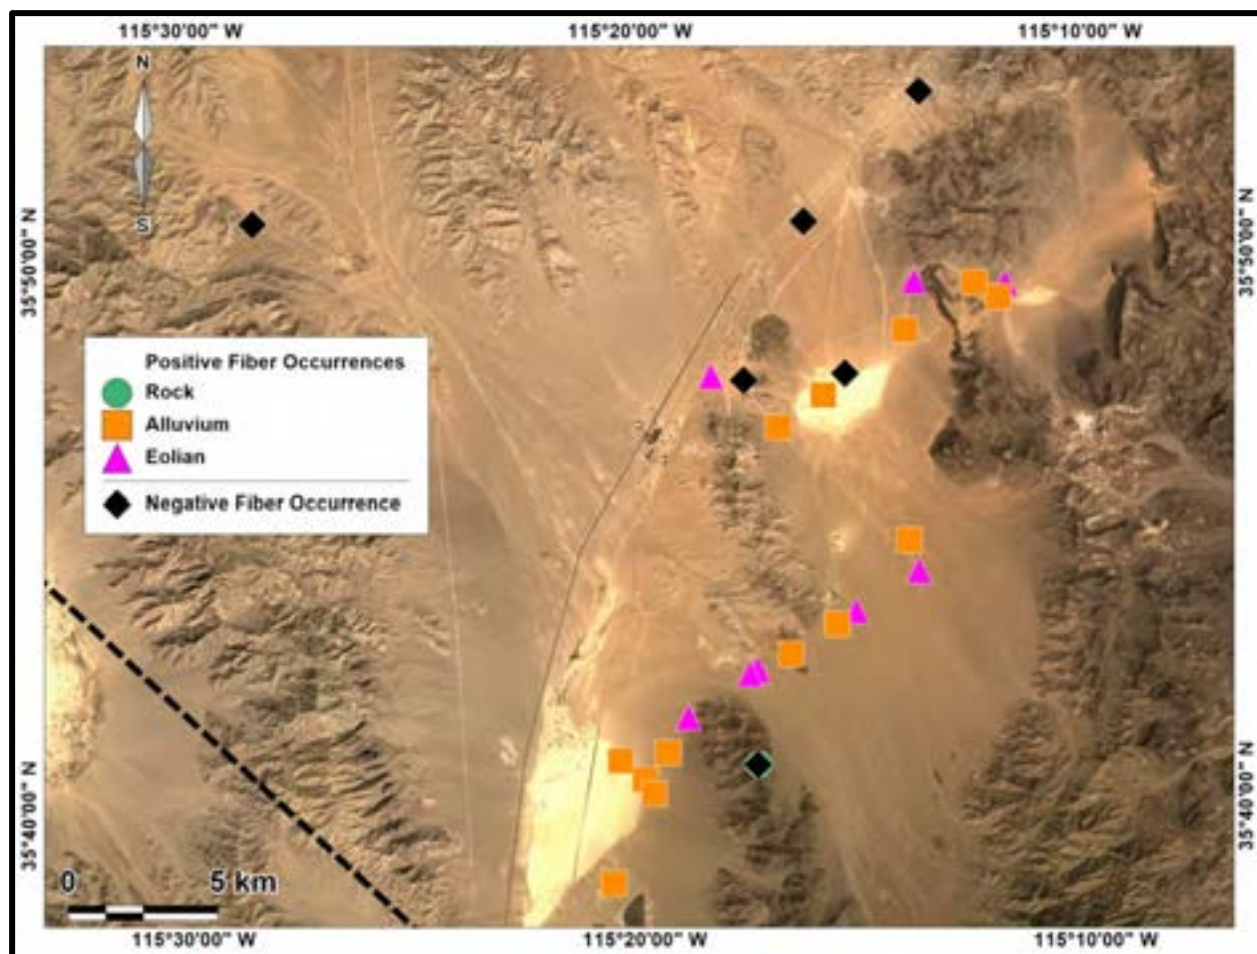 115°30'00" W 115°20'00" W 115°10'00" W
N
S
35°50'00" N
35°50'00" N
Positive Fiber Occurrences
Rock
Alluvium
Eolian
Negative Fiber Occurrence
35°40'00" N
35°40'00" N
0 5 km
115°30'00" W 115°20'00" W 115°10'00" W